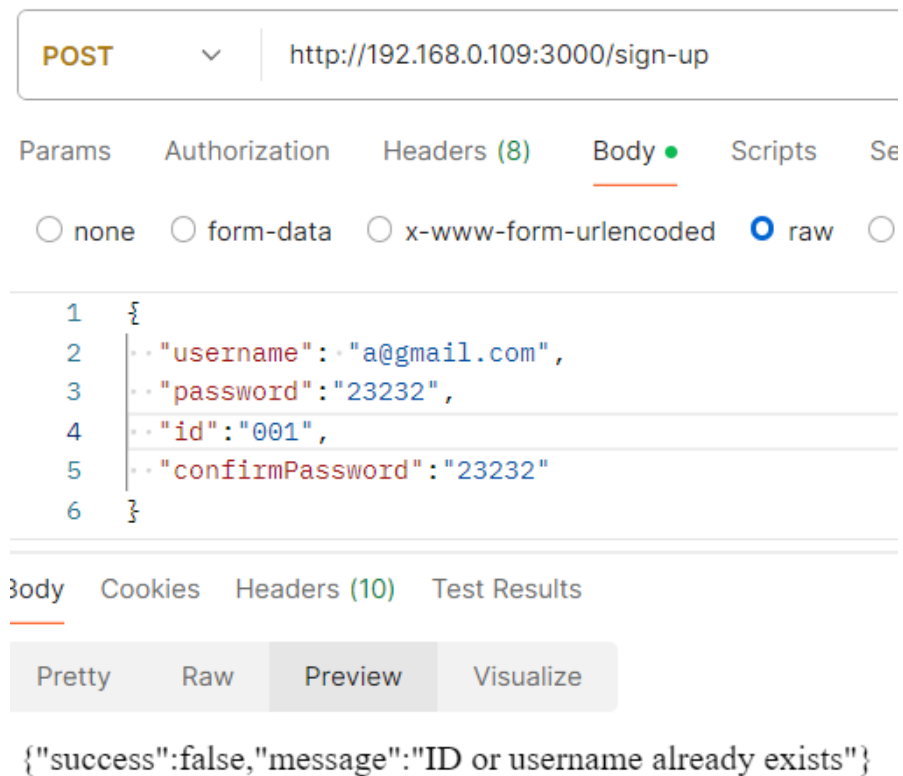 POST http://192.168.0.109:3000/sign-up
Params Authorization Headers (8) Body Scripts Se
none form-data x-www-form-urlencoded raw
1 {
2 "username": "a@gmail.com",
3 "password":"23232",
4 "id":"001",
5 "confirmPassword":"23232"
6 }
Body Cookies Headers (10) Test Results
Pretty Raw Preview Visualize
{"success":false,"message":"ID or username already exists"}